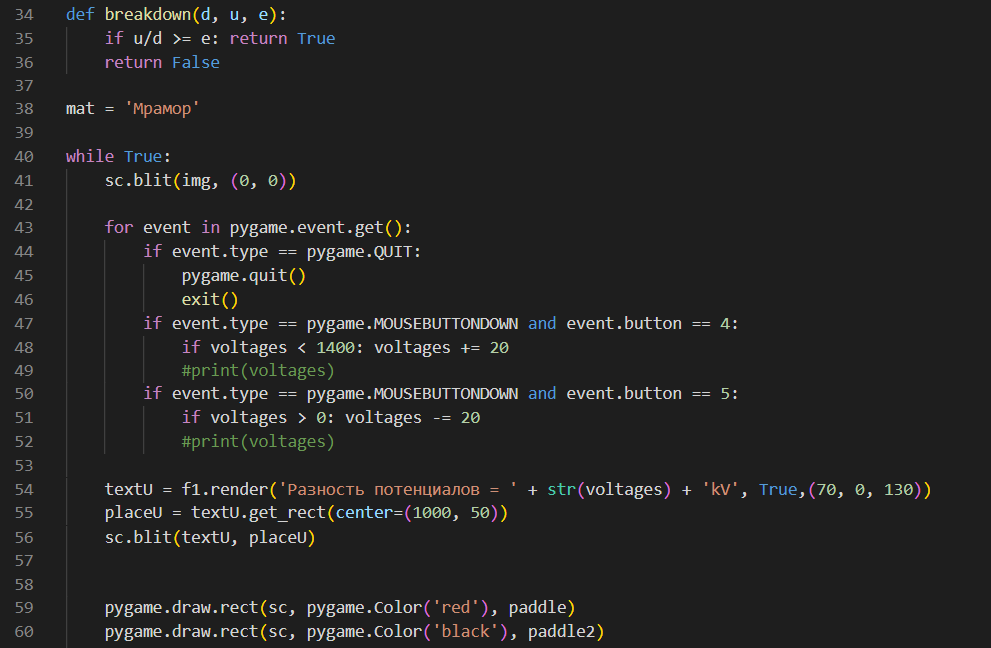 34 def breakdown(d, u, e):
35     if u/d >= e: return True
36     return False
37
38 mat = 'Мрамор'
39
40 while True:
41     sc.blit(img, (0, 0))
42
43     for event in pygame.event.get():
44         if event.type == pygame.QUIT:
45             pygame.quit()
46             exit()
47         if event.type == pygame.MOUSEBUTTONDOWN and event.button == 4:
48             if voltages < 1400: voltages += 20
49             #print(voltages)
50         if event.type == pygame.MOUSEBUTTONDOWN and event.button == 5:
51             if voltages > 0: voltages -= 20
52             #print(voltages)
53
54     textU = f1.render('Разность потенциалов = ' + str(voltages) + 'kV', True,(70, 0, 130))
55     placeU = textU.get_rect(center=(1000, 50))
56     sc.blit(textU, placeU)
57
58
59     pygame.draw.rect(sc, pygame.Color('red'), paddle)
60     pygame.draw.rect(sc, pygame.Color('black'), paddle2)